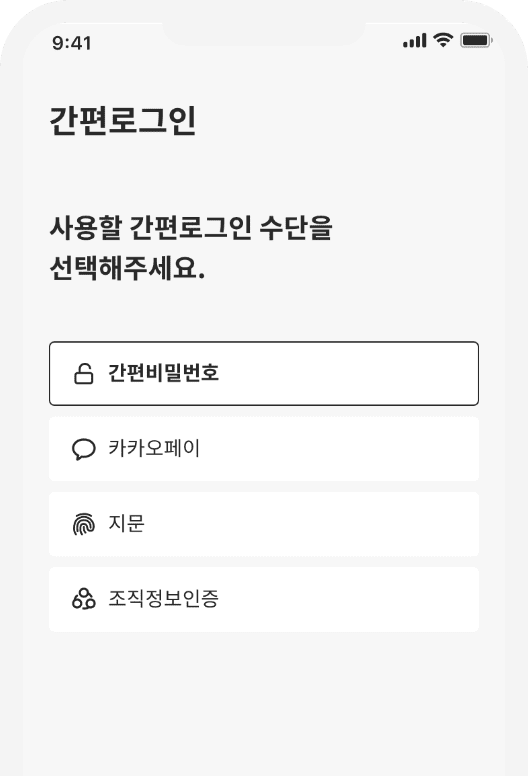 9:41
간편로그인
사용할 간편로그인 수단을
선택해주세요.
간편비밀번호
카카오페이
지문
조직정보인증